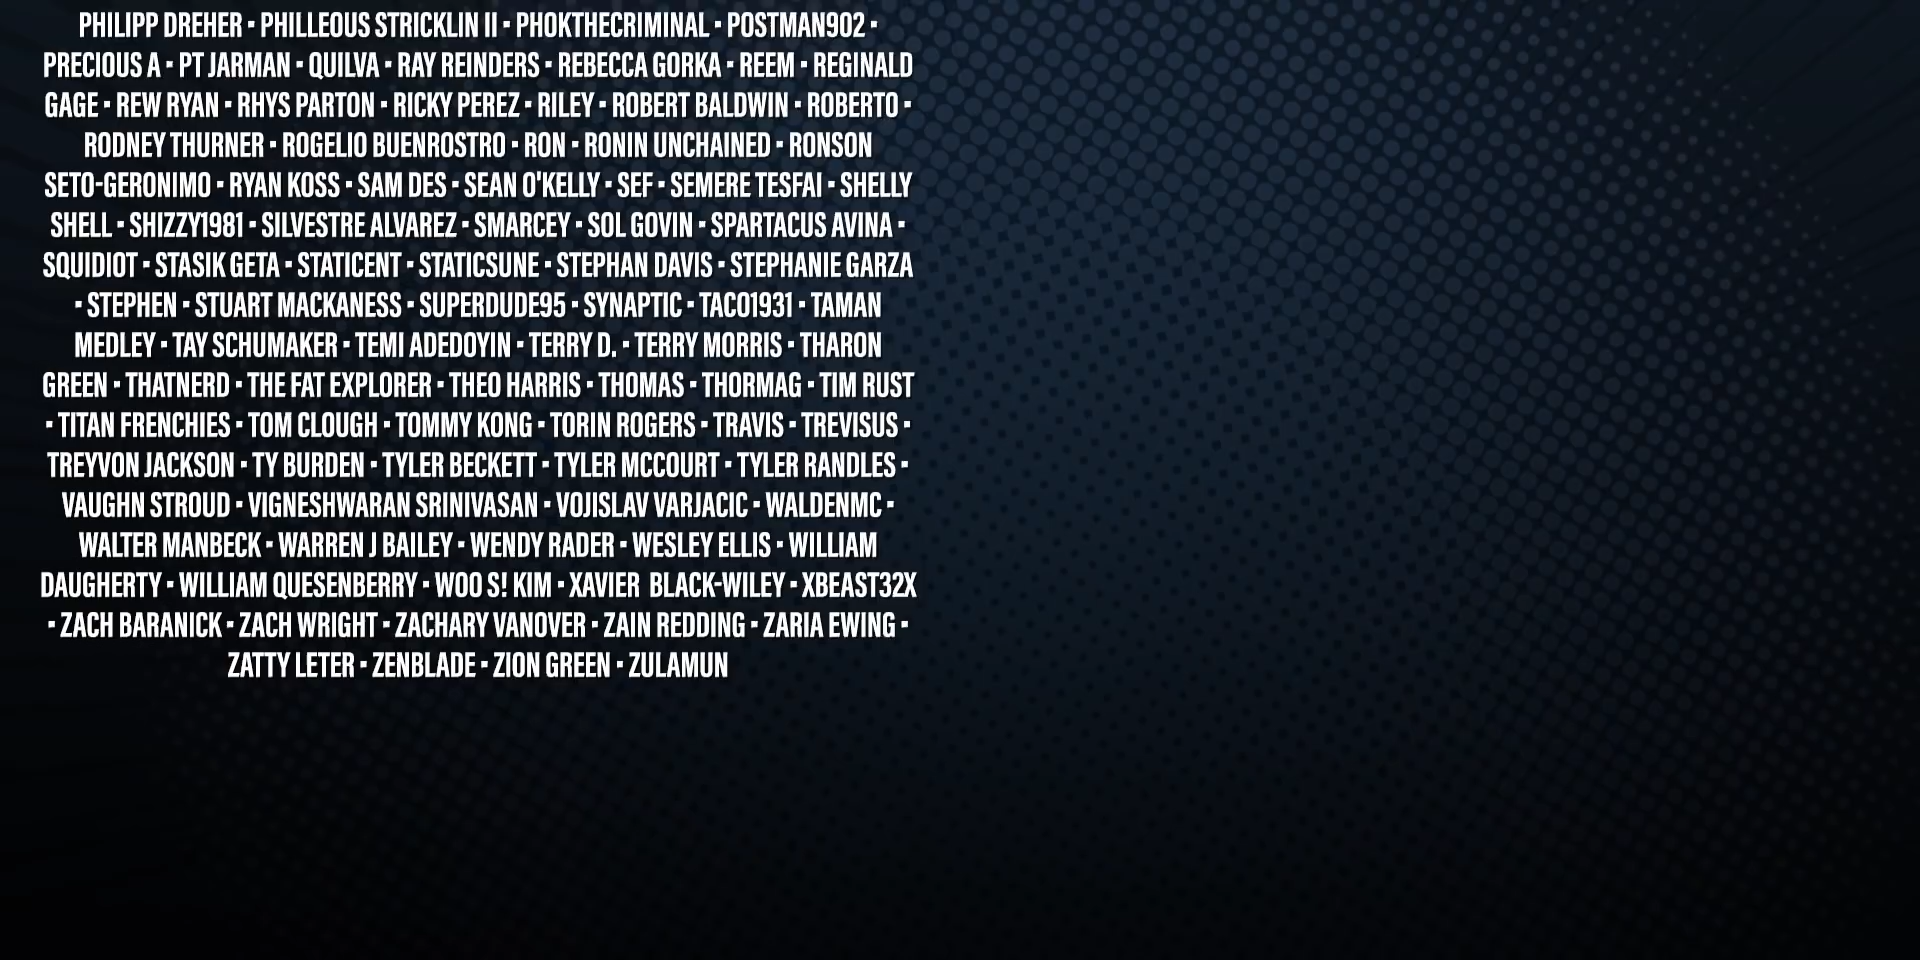 PHILIPP DREHER · PHILLEOUS STRICKLIN II · PHOKTHECRIMINAL · POSTMAN902 ·
PRECIOUS A · PT JARMAN · QUILVA · RAY REINDERS · REBECCA GORKA · REEM · REGINALD
GAGE · REW RYAN · RHYS PARTON · RICKY PEREZ · RILEY · ROBERT BALDWIN · ROBERTO ·
RODNEY THURNER · ROGELIO BUENROSTRO · RON · RONIN UNCHAINED · RONSON
SETO-GERONIMO · RYAN KOSS · SAM DES · SEAN O'KELLY · SEF · SEMERE TESFAI · SHELLY
SHELL · SHIZZY1981 · SILVESTRE ALVAREZ · SMARCEY · SOL GOVIN · SPARTACUS AVINA ·
SQUIDIOT · STASIK GETA · STATICENT · STATICSUNE · STEPHAN DAVIS · STEPHANIE GARZA
· STEPHEN · STUART MACKANESS · SUPERDUDE95 · SYNAPTIC · TACO1931 · TAMAN
MEDLEY · TAY SCHUMAKER · TEMI ADEDOYIN · TERRY D. · TERRY MORRIS · THARON
GREEN · THATNERD · THE FAT EXPLORER · THEO HARRIS · THOMAS · THORMAG · TIM RUST
· TITAN FRENCHIES · TOM CLOUGH · TOMMY KONG · TORIN ROGERS · TRAVIS · TREVISUS ·
TREYVON JACKSON · TY BURDEN · TYLER BECKETT · TYLER MCCOURT · TYLER RANDLES ·
VAUGHN STROUD · VIGNESHWARAN SRINIVASAN · VOJISLAV VARJACIC · WALDENMC ·
WALTER MANBECK · WARREN J BAILEY · WENDY RADER · WESLEY ELLIS · WILLIAM
DAUGHERTY · WILLIAM QUESENBERRY · WOO S! KIM · XAVIER  BLACK-WILEY · XBEAST32X
· ZACH BARANICK · ZACH WRIGHT · ZACHARY VANOVER · ZAIN REDDING · ZARIA EWING ·
ZATTY LETER · ZENBLADE · ZION GREEN · ZULAMUN